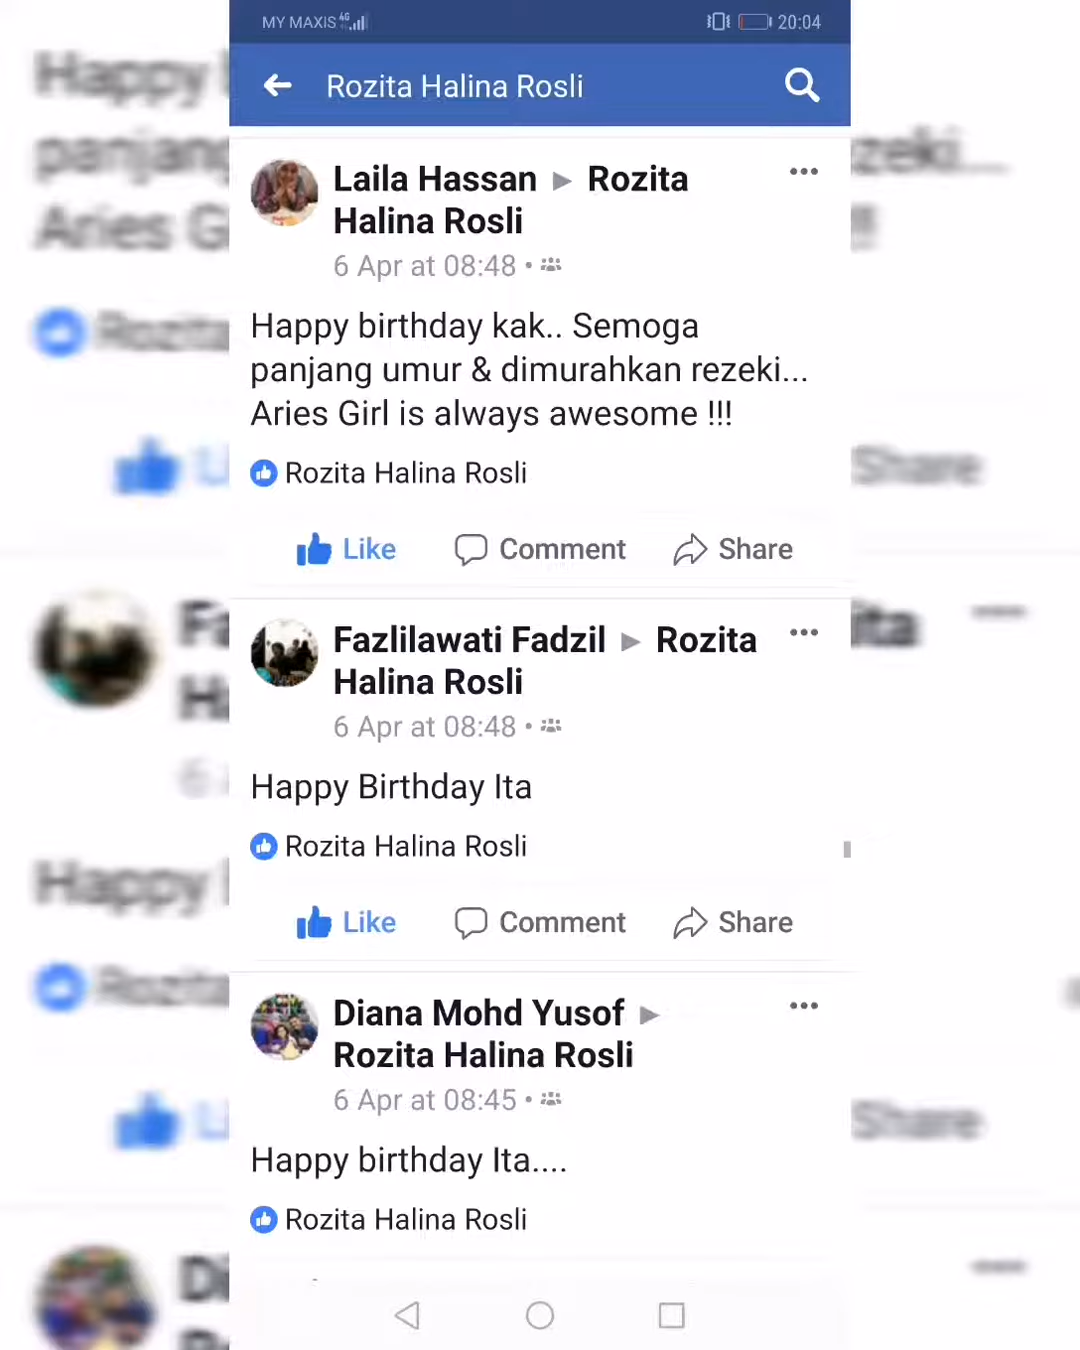 MY MAXIS 4G 20:04
Rozita Halina Rosli
Laila Hassan ▶ Rozita
Halina Rosli
6 Apr at 08:48 •
Happy birthday kak.. Semoga
panjang umur & dimurahkan rezeki...
Aries Girl is always awesome !!!
Rozita Halina Rosli
Like Comment Share
Fazlilawati Fadzil ▶ Rozita
Halina Rosli
6 Apr at 08:48 •
Happy Birthday Ita
Rozita Halina Rosli
Like Comment Share
Diana Mohd Yusof ▶
Rozita Halina Rosli
6 Apr at 08:45 •
Happy birthday Ita....
Rozita Halina Rosli